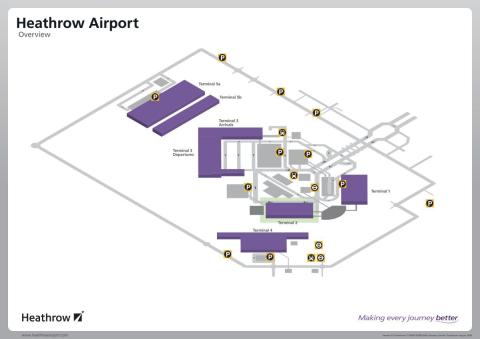 Heathrow Airport
Overview
P
Terminal 5a
P
Terminal 5b
P
P
Terminal 3
Arrivals
Terminal 3
Departures
P
P
P
P
Terminal 1
P
Terminal 2
Terminal 4
P
P
Heathrow
Making every journey better
www.heathrowairport.com